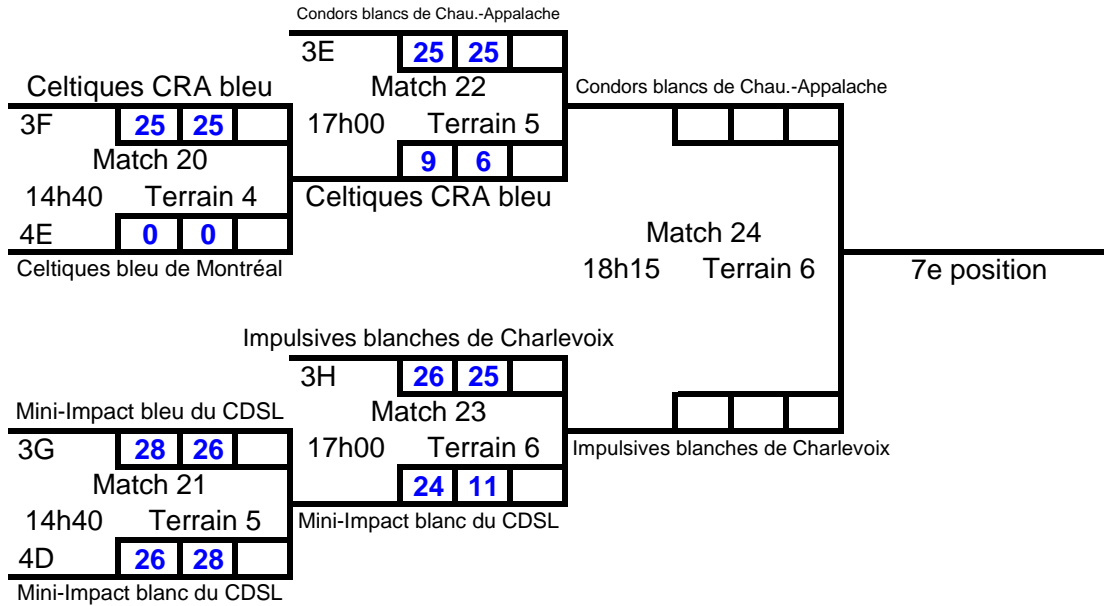 Condors blancs de Chau.-Appalache
3E 25 25
Celtiques CRA bleu
Match 22
Condors blancs de Chau.-Appalache
3F 25 25
17h00 Terrain 5
Match 20
9 6
14h40 Terrain 4
Celtiques CRA bleu
4E 0 0
Match 24
Celtiques bleu de Montréal
18h15 Terrain 6
7e position
Impulsives blanches de Charlevoix
3H 26 25
Mini-Impact bleu du CDSL
Match 23
3G 28 26
17h00 Terrain 6
Impulsives blanches de Charlevoix
Match 21
24 11
14h40 Terrain 5
Mini-Impact blanc du CDSL
4D 26 28
Mini-Impact blanc du CDSL